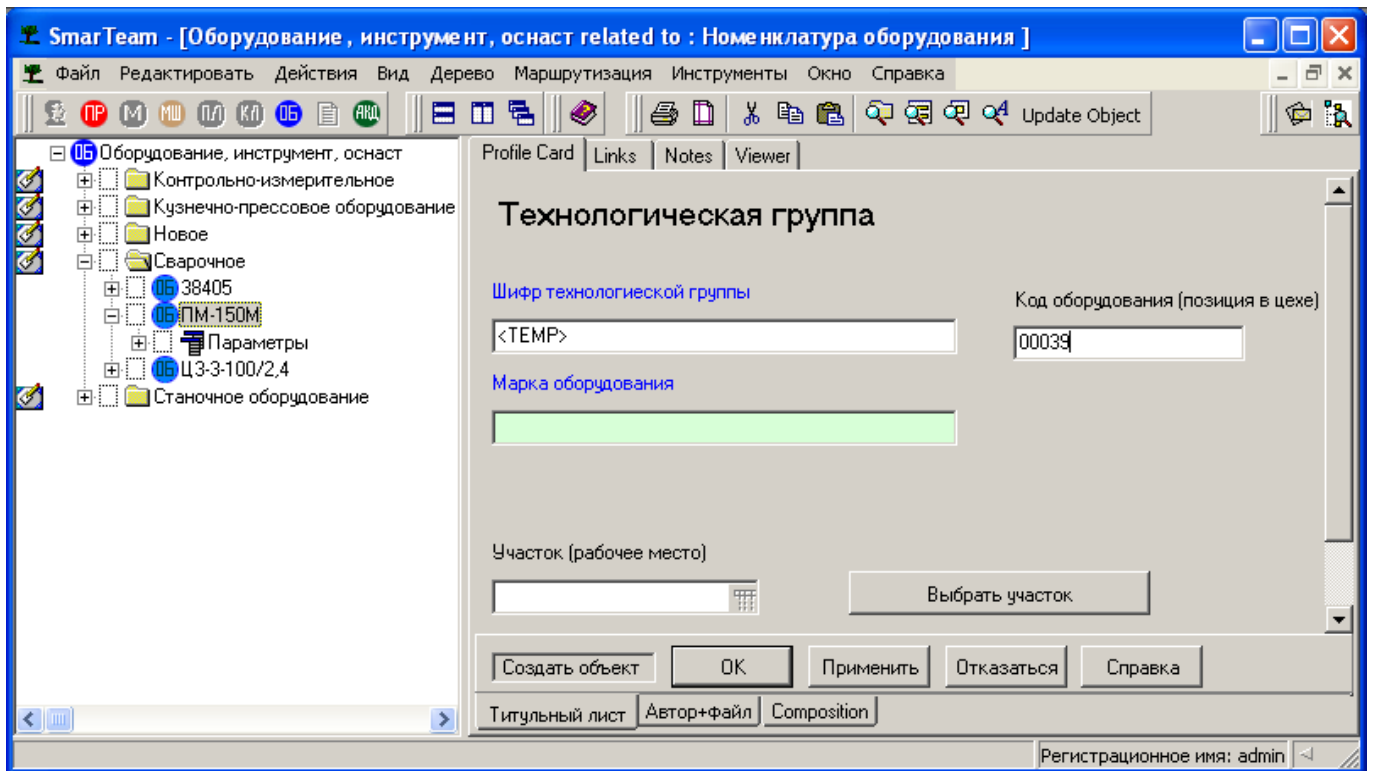 SmarTeam - [Оборудование , инструмент, оснаст related to : Номенклатура оборудования ]
Файл Редактировать Действия Вид Дерево Маршрутизация Инструменты Окно Справка
ПР М МШ ПЛ КЛ ОБ АКД Update Object
ОБ Оборудование, инструмент, оснаст
Контрольно-измерительное
Кузнечно-прессовое оборудование
Новое
Сварочное
ОБ 38405
ОБ ПМ-150М
Параметры
ОБ ЦЗ-3-100/2,4
Станочное оборудование
Profile Card Links Notes Viewer
Технологическая группа
Шифр технологиеской группы
Код оборудования (позиция в цехе)
<TEMP>
00039
Марка оборудования
Участок (рабочее место)
Выбрать участок
Создать объект OK Применить Отказаться Справка
Титульный лист Автор+файл Composition
Регистрационное имя: admin